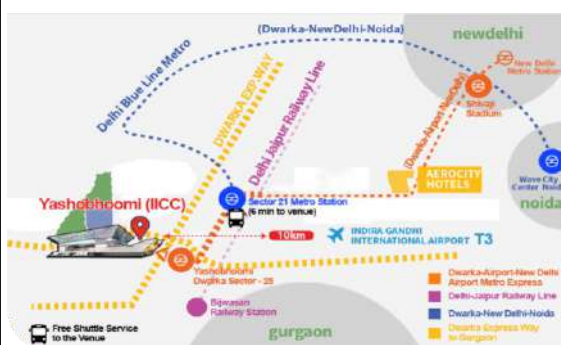 (Dwarka-NewDelhi-Noida)
newdelhi
New Delhi
Metro Station
Delhi Blue Line Metro
DWARKA EXP.WAY
Delhi Jaipur Railway Line
(Dwarka-Airport-NewDelhi)
Shivaji
Stadium
AEROCITY
HOTELS
Wave City
Center Noida
noida
Yashobhoomi (IICC)
Sector 21 Metro Station
(6 min to venue)
10km
INDIRA GANDHI
INTERNATIONAL AIRPORT T3
Yashobhoomi
Dwarka Sector - 25
Bijwasan
Railway Station
gurgaon
Free Shuttle Service
to the Venue
Dwarka-Airport-New Delhi
Airport Metro Express
Delhi-Jaipur Railway Line
Dwarka-New Delhi-Noida
Dwarka Express Way
to Gurgaon